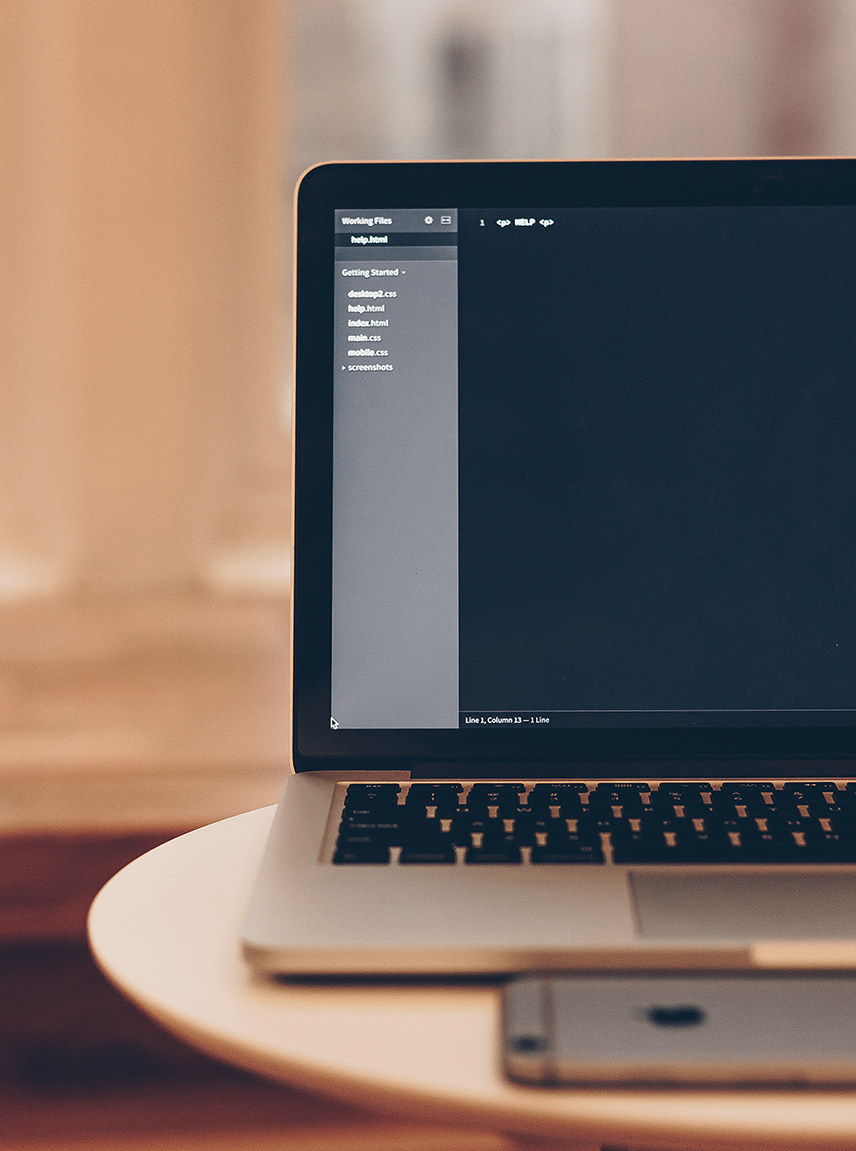 Working Files
help.html
Getting Started
desktop2.css
help.html
index.html
main.css
mobile.css
screenshots
1 <p> HELP <p>
Line 1, Column 13 — 1 Line